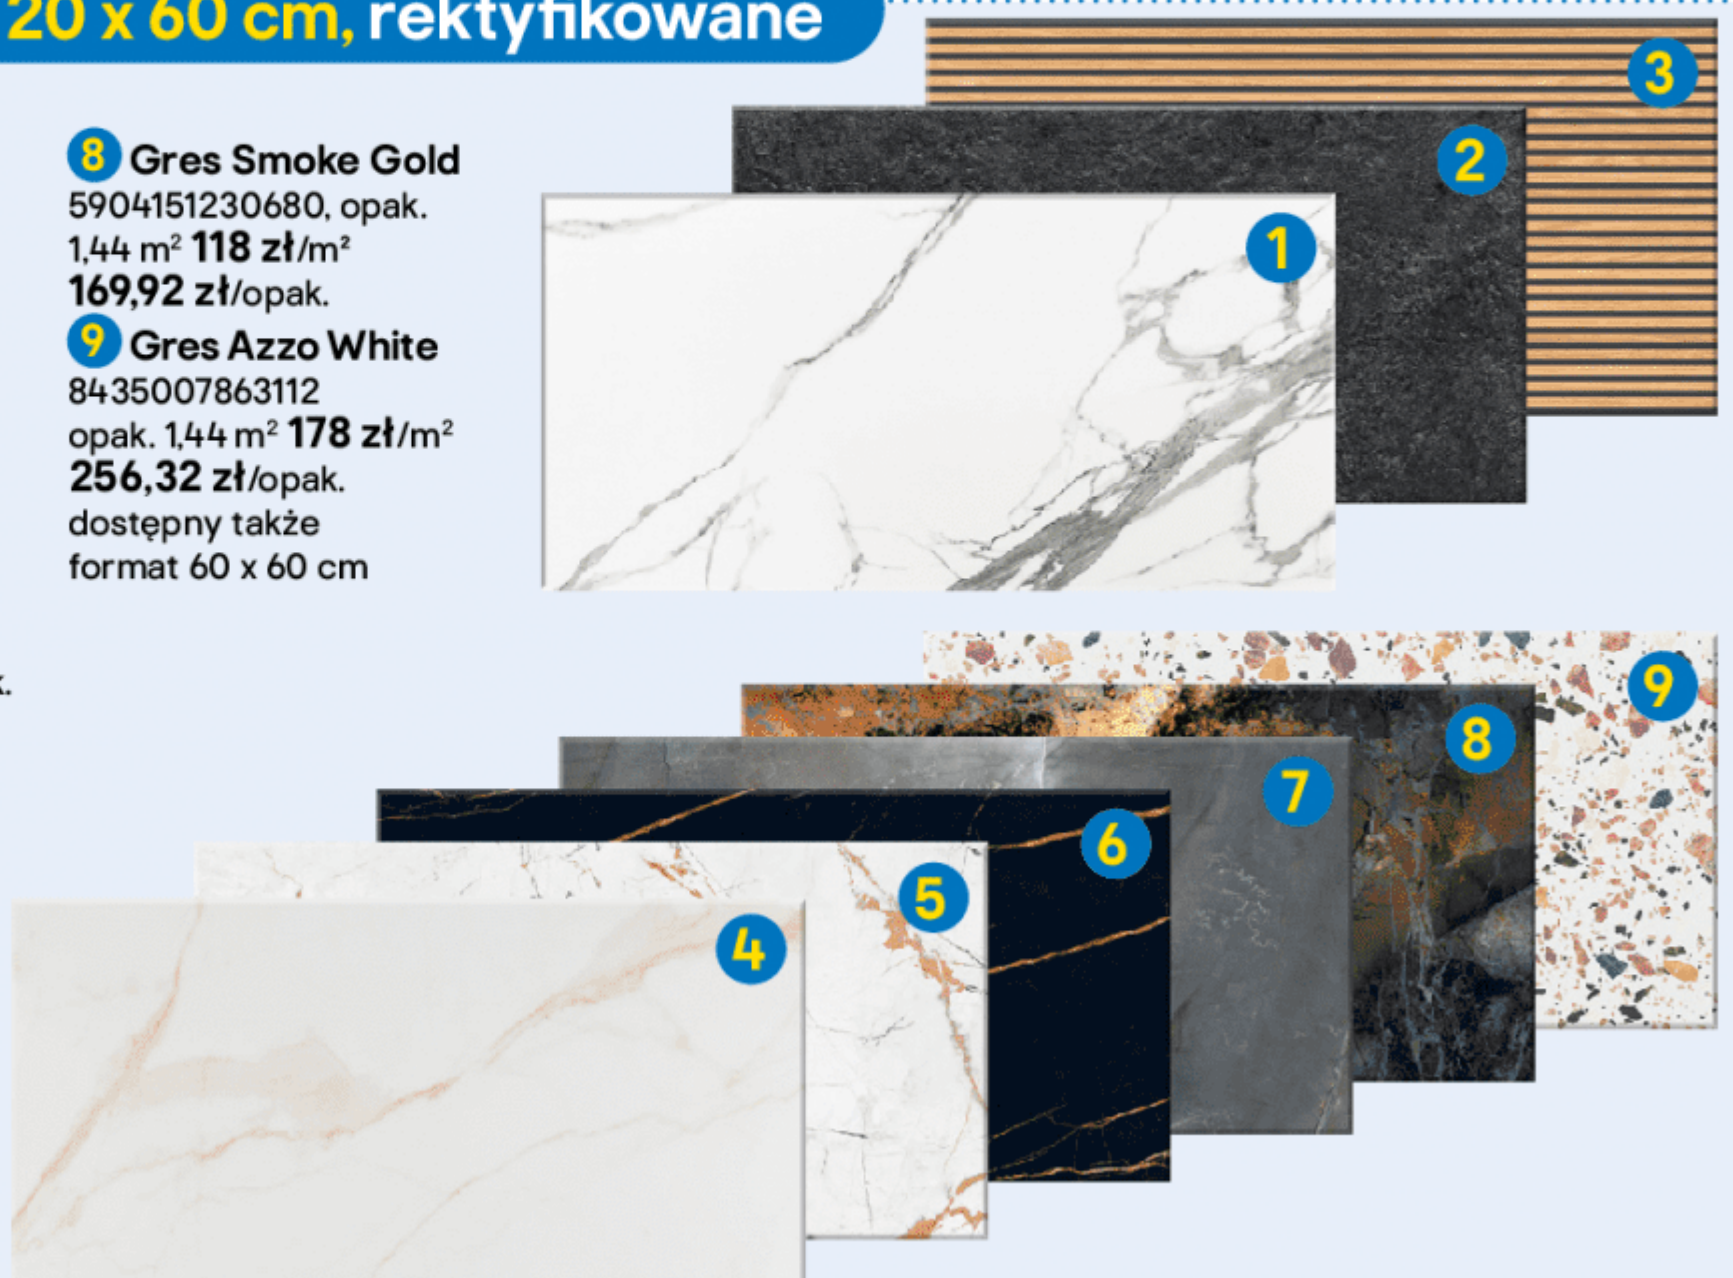 20 x 60 cm, rektyfikowane
8 Gres Smoke Gold
5904151230680, opak.
1,44 m² 118 zł/m²
169,92 zł/opak.
9 Gres Azzo White
8435007863112
opak. 1,44 m² 178 zł/m²
256,32 zł/opak.
dostępny także
format 60 x 60 cm
3
2
1
9
8
7
6
5
4